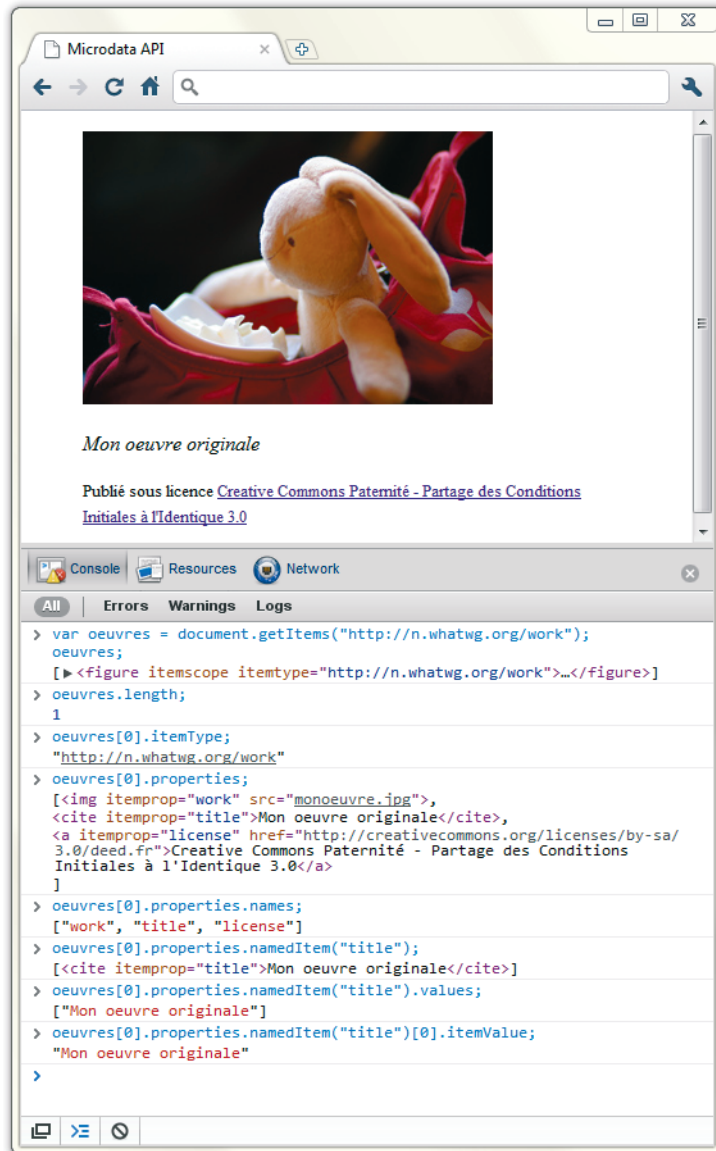 Microdata API
Mon oeuvre originale
Publié sous licence Creative Commons Paternité - Partage des Conditions
Initiales à l'Identique 3.0
Console Resources Network
All Errors Warnings Logs
> var oeuvres = document.getItems("http://n.whatwg.org/work");
oeuvres;
[▶<figure itemscope itemtype="http://n.whatwg.org/work">…</figure>]
> oeuvres.length;
1
> oeuvres[0].itemType;
"http://n.whatwg.org/work"
> oeuvres[0].properties;
[<img itemprop="work" src="monoeuvre.jpg">,
<cite itemprop="title">Mon oeuvre originale</cite>,
<a itemprop="license" href="http://creativecommons.org/licenses/by-sa/
3.0/deed.fr">Creative Commons Paternité - Partage des Conditions
Initiales à l'Identique 3.0</a>
]
> oeuvres[0].properties.names;
["work", "title", "license"]
> oeuvres[0].properties.namedItem("title");
[<cite itemprop="title">Mon oeuvre originale</cite>]
> oeuvres[0].properties.namedItem("title").values;
["Mon oeuvre originale"]
> oeuvres[0].properties.namedItem("title")[0].itemValue;
"Mon oeuvre originale"
>